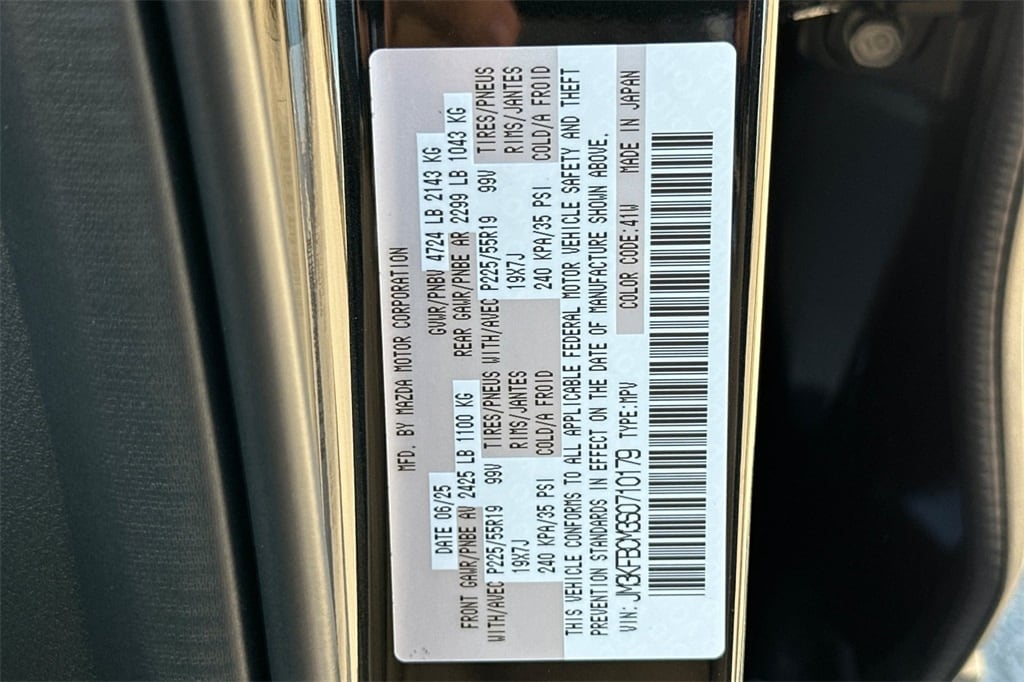 MFD. BY MAZDA MOTOR CORPORATION
DATE 06/25 GVWR/PNBV 4724 LB 2143 KG
FRONT GAWR/PNBE AV 2425 LB 1100 KG REAR GAWR/PNBE AR 2299 LB 1043 KG
WITH/AVEC P225/55R19 99V TIRES/PNEUS WITH/AVEC P225/55R19 99V TIRES/PNEUS
19X7J RIMS/JANTES 19X7J RIMS/JANTES
240 KPA/35 PSI COLD/A FROID 240 KPA/35 PSI COLD/A FROID
THIS VEHICLE CONFORMS TO ALL APPLICABLE FEDERAL MOTOR VEHICLE SAFETY AND THEFT
PREVENTION STANDARDS IN EFFECT ON THE DATE OF MANUFACTURE SHOWN ABOVE.
VIN: JM3KFBCM3S0710179 TYPE:MPV COLOR CODE:41W MADE IN JAPAN